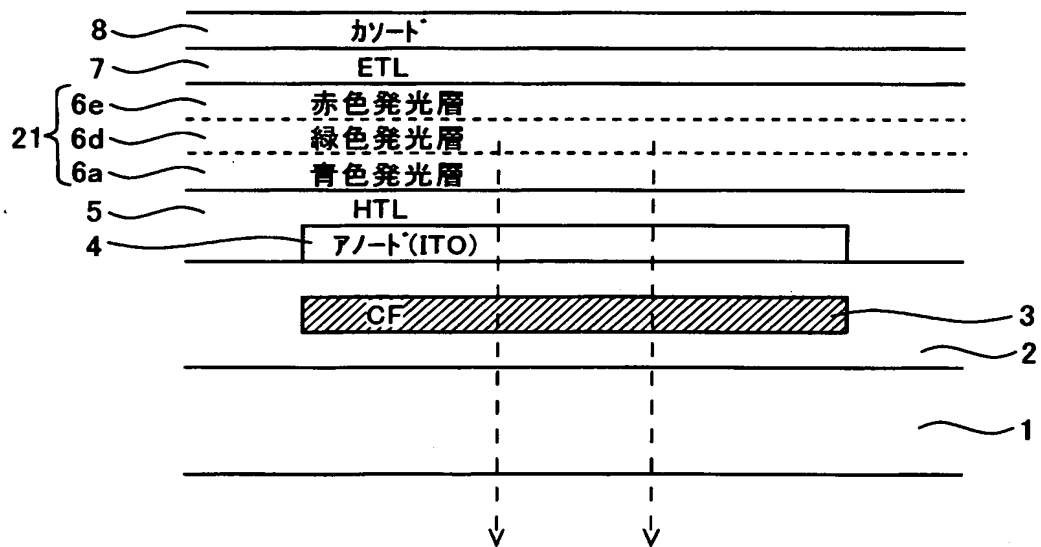 8 カソード
7 ETL
6e 赤色発光層
21 6d 緑色発光層
6a 青色発光層
5 HTL
4 アノード(ITO)
CF 3
2
1